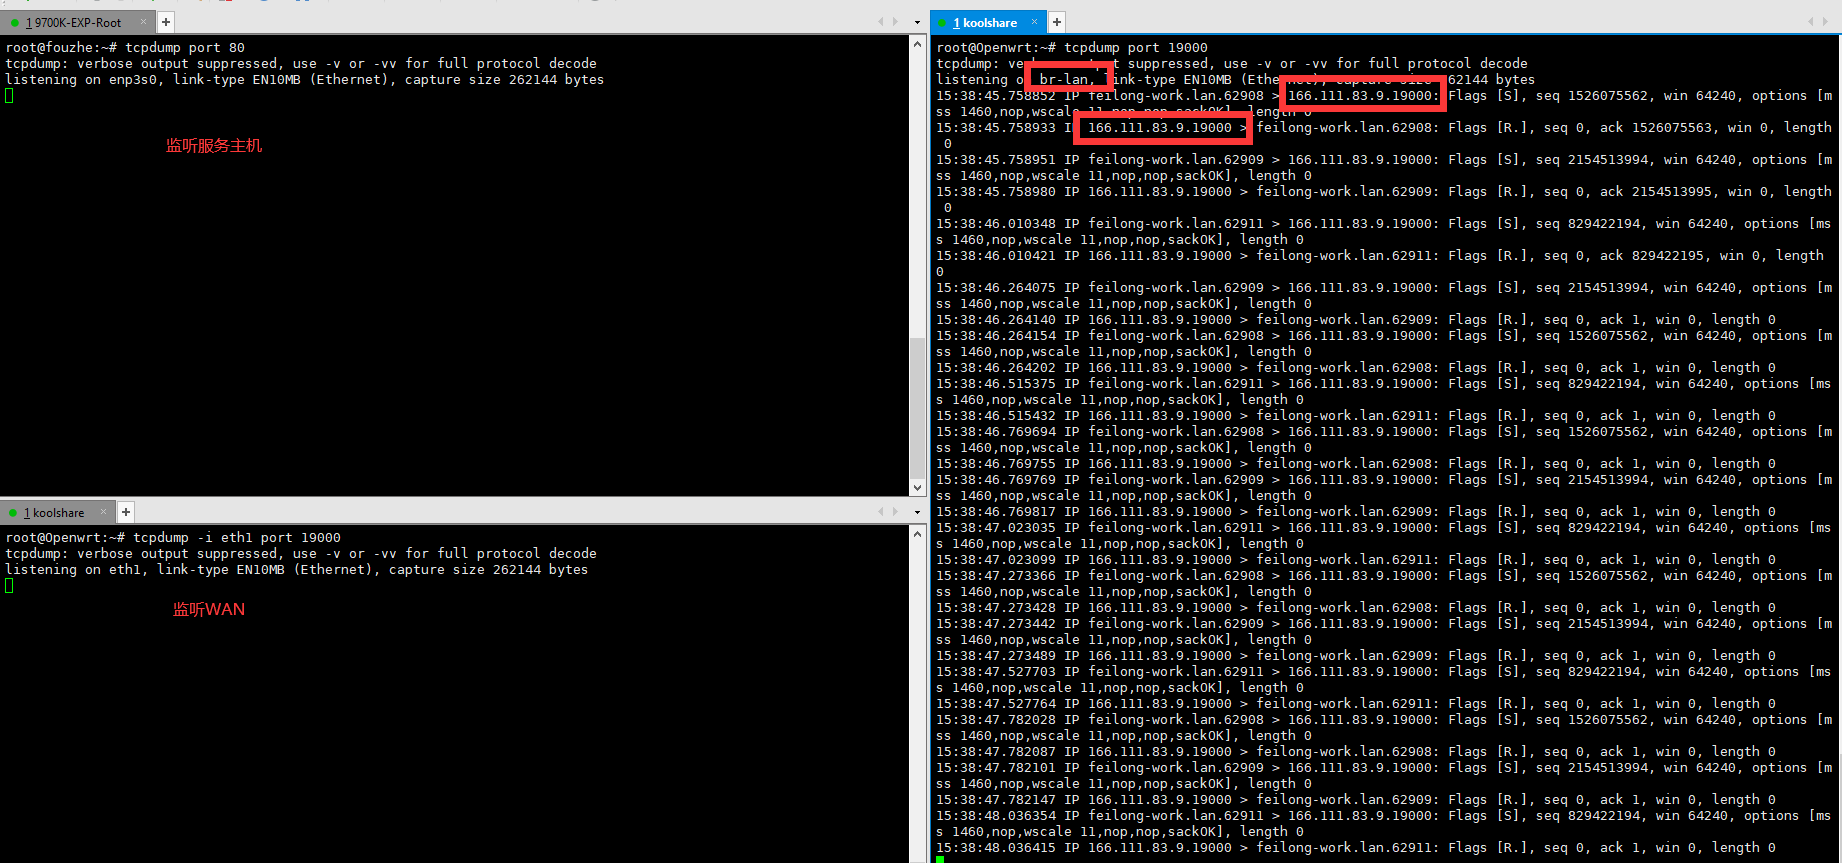 1 9700K-EXP-Root
root@fouzhe:~# tcpdump port 80
tcpdump: verbose output suppressed, use -v or -vv for full protocol decode
listening on enp3s0, link-type EN10MB (Ethernet), capture size 262144 bytes
监听服务主机
1 koolshare
root@Openwrt:~# tcpdump -i eth1 port 19000
tcpdump: verbose output suppressed, use -v or -vv for full protocol decode
listening on eth1, link-type EN10MB (Ethernet), capture size 262144 bytes
监听WAN
1 koolshare
root@Openwrt:~# tcpdump port 19000
tcpdump: suppressed, use -v or -vv for full protocol decode
listening br-lan, link-type EN10MB 62144 bytes
15:38:45.758852 IP feilong-work.lan.62908 > 166.111.83.9.19000: Flags [S], seq 1526075562, win 64240, options [m
ss 1460,nop,wscale 11,nop,nop,sackOK], length 0
15:38:45.758933 166.111.83.9.19000 > feilong-work.lan.62908: Flags [R.], seq 0, ack 1526075563, win 0, length
0
15:38:45.758951 IP feilong-work.lan.62909 > 166.111.83.9.19000: Flags [S], seq 2154513994, win 64240, options [m
ss 1460,nop,wscale 11,nop,nop,sackOK], length 0
15:38:45.758980 IP 166.111.83.9.19000 > feilong-work.lan.62909: Flags [R.], seq 0, ack 2154513995, win 0, length
0
15:38:46.010348 IP feilong-work.lan.62911 > 166.111.83.9.19000: Flags [S], seq 829422194, win 64240, options [ms
s 1460,nop,wscale 11,nop,nop,sackOK], length 0
15:38:46.010421 IP 166.111.83.9.19000 > feilong-work.lan.62911: Flags [R.], seq 0, ack 829422195, win 0, length
0
15:38:46.264075 IP feilong-work.lan.62909 > 166.111.83.9.19000: Flags [S], seq 2154513994, win 64240, options [m
ss 1460,nop,wscale 11,nop,nop,sackOK], length 0
15:38:46.264140 IP 166.111.83.9.19000 > feilong-work.lan.62909: Flags [R.], seq 0, ack 1, win 0, length 0
15:38:46.264154 IP feilong-work.lan.62908 > 166.111.83.9.19000: Flags [S], seq 1526075562, win 64240, options [m
ss 1460,nop,wscale 11,nop,nop,sackOK], length 0
15:38:46.264202 IP 166.111.83.9.19000 > feilong-work.lan.62908: Flags [R.], seq 0, ack 1, win 0, length 0
15:38:46.515375 IP feilong-work.lan.62911 > 166.111.83.9.19000: Flags [S], seq 829422194, win 64240, options [ms
s 1460,nop,wscale 11,nop,nop,sackOK], length 0
15:38:46.515432 IP 166.111.83.9.19000 > feilong-work.lan.62911: Flags [R.], seq 0, ack 1, win 0, length 0
15:38:46.769694 IP feilong-work.lan.62908 > 166.111.83.9.19000: Flags [S], seq 1526075562, win 64240, options [m
ss 1460,nop,wscale 11,nop,nop,sackOK], length 0
15:38:46.769755 IP 166.111.83.9.19000 > feilong-work.lan.62908: Flags [R.], seq 0, ack 1, win 0, length 0
15:38:46.769769 IP feilong-work.lan.62909 > 166.111.83.9.19000: Flags [S], seq 2154513994, win 64240, options [m
ss 1460,nop,wscale 11,nop,nop,sackOK], length 0
15:38:46.769817 IP 166.111.83.9.19000 > feilong-work.lan.62909: Flags [R.], seq 0, ack 1, win 0, length 0
15:38:47.023035 IP feilong-work.lan.62911 > 166.111.83.9.19000: Flags [S], seq 829422194, win 64240, options [ms
s 1460,nop,wscale 11,nop,nop,sackOK], length 0
15:38:47.023099 IP 166.111.83.9.19000 > feilong-work.lan.62911: Flags [R.], seq 0, ack 1, win 0, length 0
15:38:47.273366 IP feilong-work.lan.62908 > 166.111.83.9.19000: Flags [S], seq 1526075562, win 64240, options [m
ss 1460,nop,wscale 11,nop,nop,sackOK], length 0
15:38:47.273428 IP 166.111.83.9.19000 > feilong-work.lan.62908: Flags [R.], seq 0, ack 1, win 0, length 0
15:38:47.273442 IP feilong-work.lan.62909 > 166.111.83.9.19000: Flags [S], seq 2154513994, win 64240, options [m
ss 1460,nop,wscale 11,nop,nop,sackOK], length 0
15:38:47.273489 IP 166.111.83.9.19000 > feilong-work.lan.62909: Flags [R.], seq 0, ack 1, win 0, length 0
15:38:47.527703 IP feilong-work.lan.62911 > 166.111.83.9.19000: Flags [S], seq 829422194, win 64240, options [ms
s 1460,nop,wscale 11,nop,nop,sackOK], length 0
15:38:47.527764 IP 166.111.83.9.19000 > feilong-work.lan.62911: Flags [R.], seq 0, ack 1, win 0, length 0
15:38:47.782028 IP feilong-work.lan.62908 > 166.111.83.9.19000: Flags [S], seq 1526075562, win 64240, options [m
ss 1460,nop,wscale 11,nop,nop,sackOK], length 0
15:38:47.782087 IP 166.111.83.9.19000 > feilong-work.lan.62908: Flags [R.], seq 0, ack 1, win 0, length 0
15:38:47.782101 IP feilong-work.lan.62909 > 166.111.83.9.19000: Flags [S], seq 2154513994, win 64240, options [m
ss 1460,nop,wscale 11,nop,nop,sackOK], length 0
15:38:47.782147 IP 166.111.83.9.19000 > feilong-work.lan.62909: Flags [R.], seq 0, ack 1, win 0, length 0
15:38:48.036354 IP feilong-work.lan.62911 > 166.111.83.9.19000: Flags [S], seq 829422194, win 64240, options [ms
s 1460,nop,wscale 11,nop,nop,sackOK], length 0
15:38:48.036415 IP 166.111.83.9.19000 > feilong-work.lan.62911: Flags [R.], seq 0, ack 1, win 0, length 0